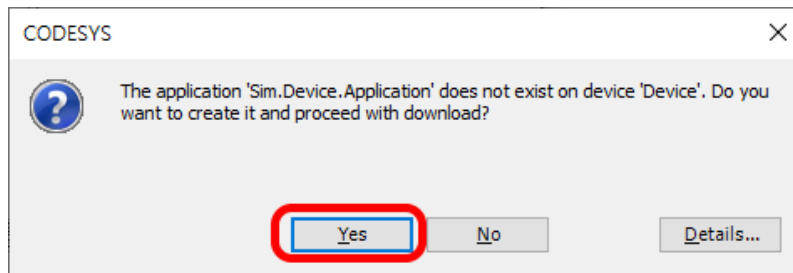 CODESYS
The application 'Sim.Device.Application' does not exist on device 'Device'. Do you
want to create it and proceed with download?
Yes
No
Details...